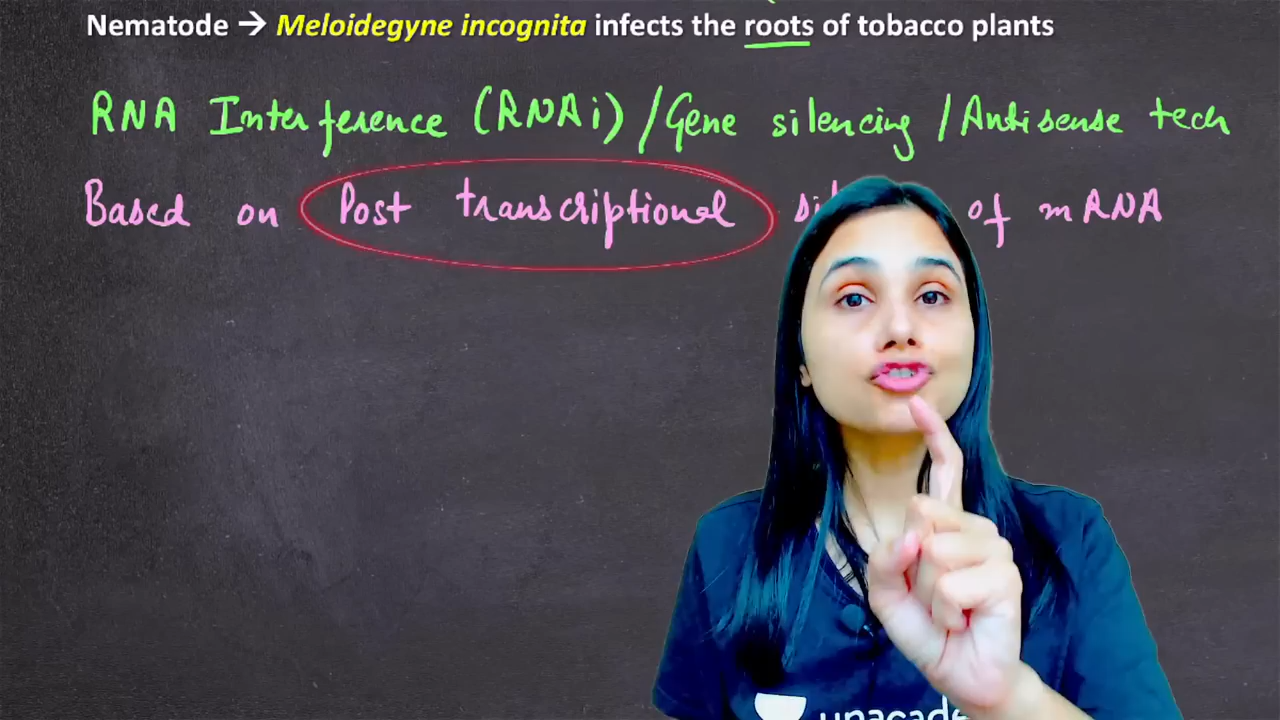 Nematode → Meloidegyne incognita infects the roots of tobacco plants
RNA Interference (RNAi) / Gene silencing / Antisense tech
Based on Post transcriptional of mRNA